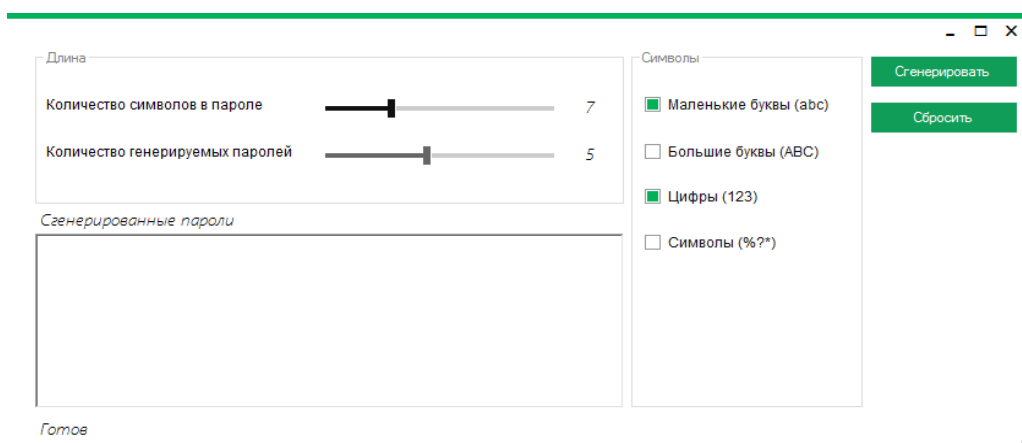 Длина
Количество символов в пароле 7
Количество генерируемых паролей 5
Сгенерированные пароли
Готов
Символы
Маленькие буквы (abc)
Большие буквы (ABC)
Цифры (123)
Символы (%?*)
Сгенерировать
Сбросить